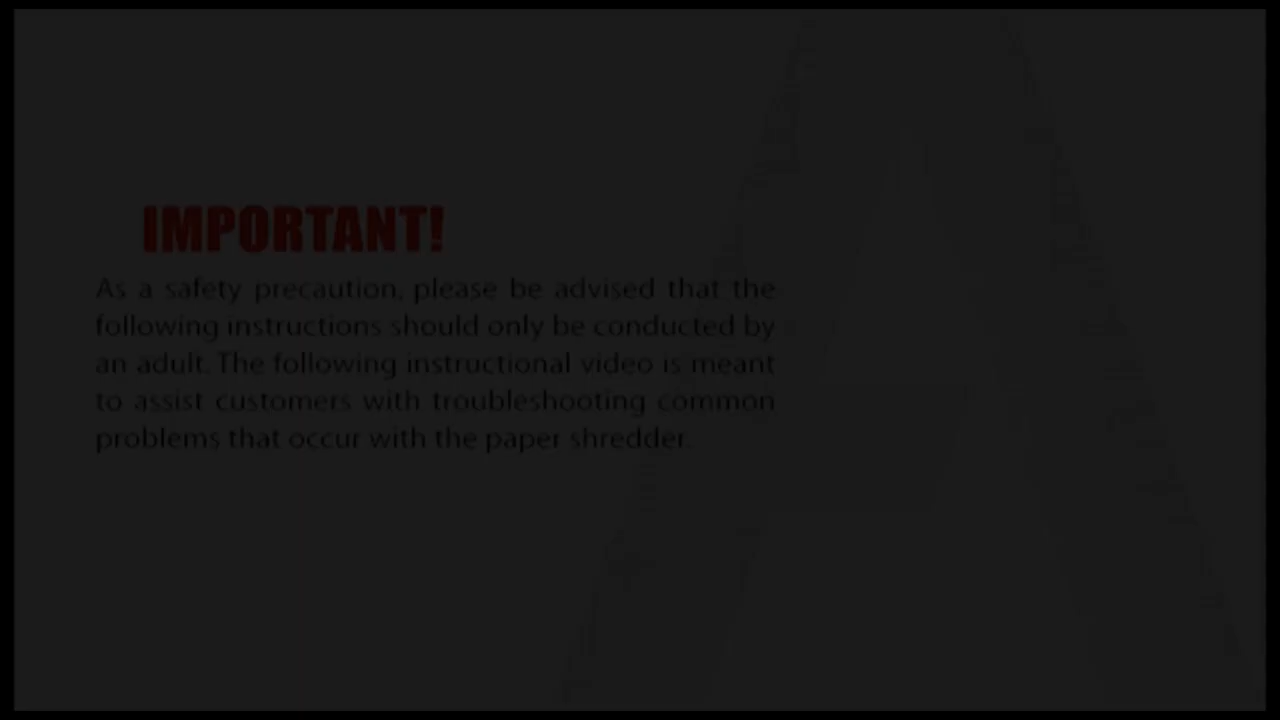 IMPORTANT!
As a safety precaution, please be advised that the
following instructions should only be conducted by
an adult. The following instructional video is meant
to assist customers with troubleshooting common
problems that occur with the paper shredder.